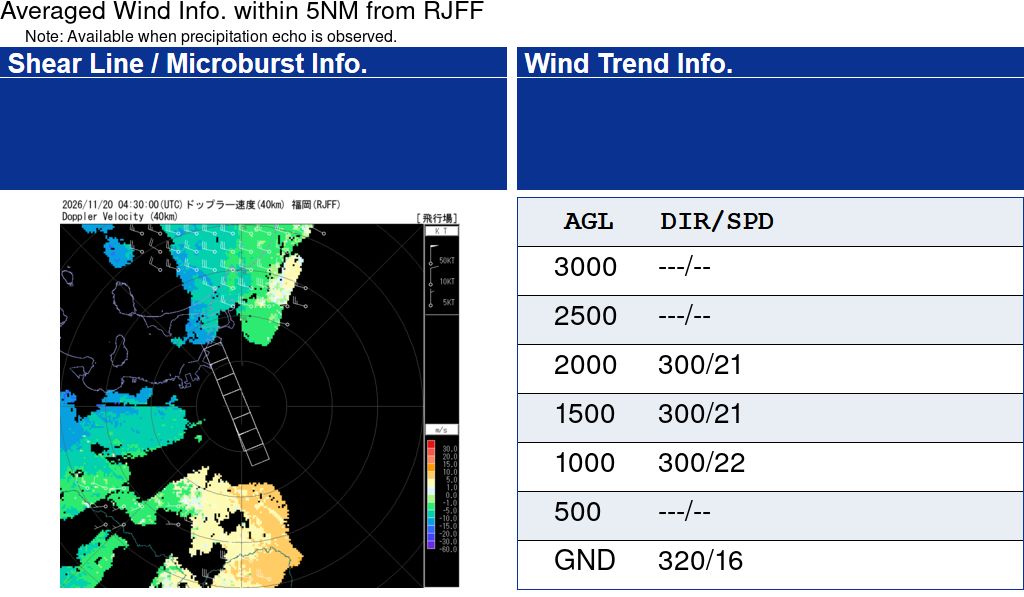 Averaged Wind Info. within 5NM from RJFF
Note: Available when precipitation echo is observed.
Shear Line / Microburst Info.
Wind Trend Info.
2026/11/20 04:30:00(UTC) ドップラー速度(40km) 福岡(RJFF)
Doppler Velocity (40km)
[飛行場]
K T
50KT
10KT
5KT
m/s
30.0
20.0
15.0
10.0
5.0
1.0
0.0
-1.0
-5.0
-10.0
-15.0
-20.0
-30.0
-60.0
AGL DIR/SPD
3000 ---/--
2500 ---/--
2000 300/21
1500 300/21
1000 300/22
500 ---/--
GND 320/16